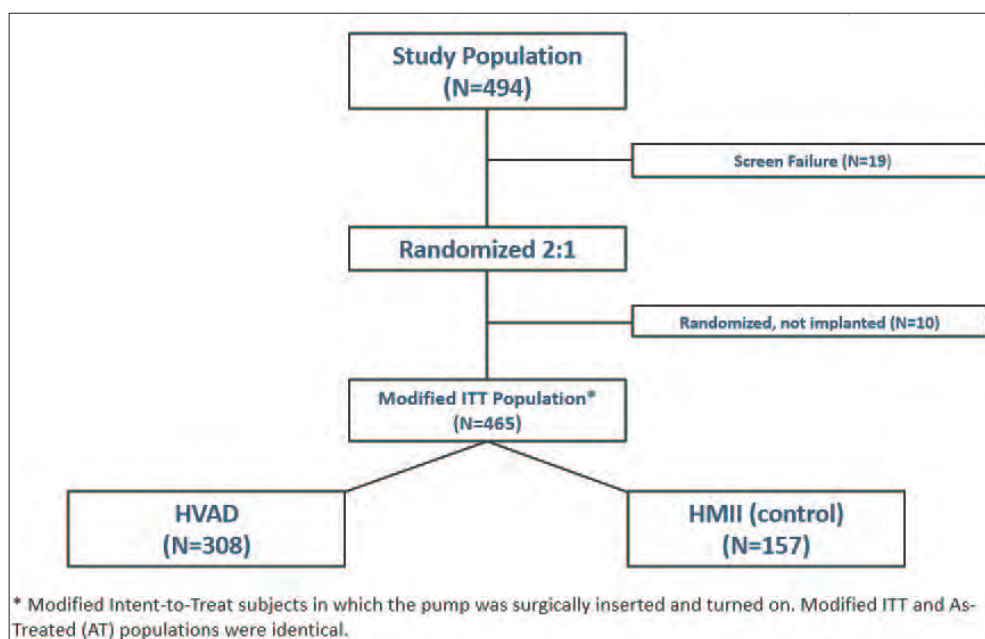 Study Population
(N=494)
Screen Failure (N=19)
Randomized 2:1
Randomized, not implanted (N=10)
Modified ITT Population*
(N=465)
HVAD
(N=308)
HMII (control)
(N=157)
* Modified Intent-to-Treat subjects in which the pump was surgically inserted and turned on. Modified ITT and As-
Treated (AT) populations were identical.